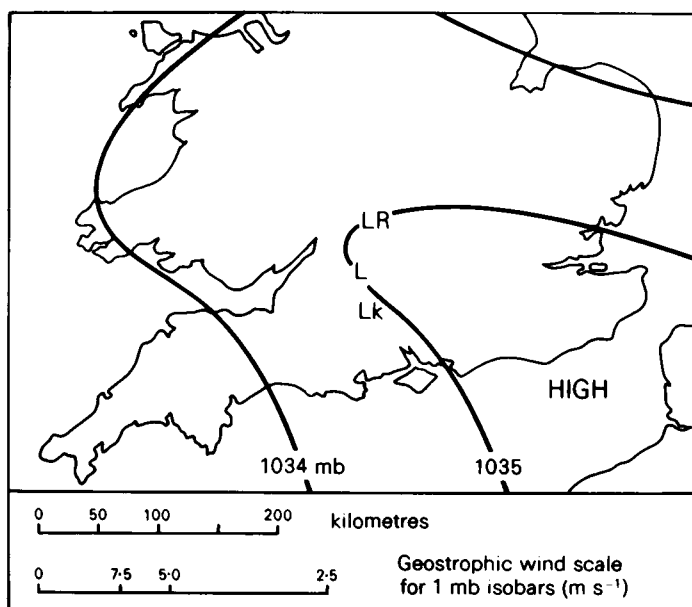 LR
L
Lk
HIGH
1034 mb 1035
0 50 100 200 kilometres
0 7·5 5·0 2·5 Geostrophic wind scale
for 1 mb isobars (m s⁻¹)